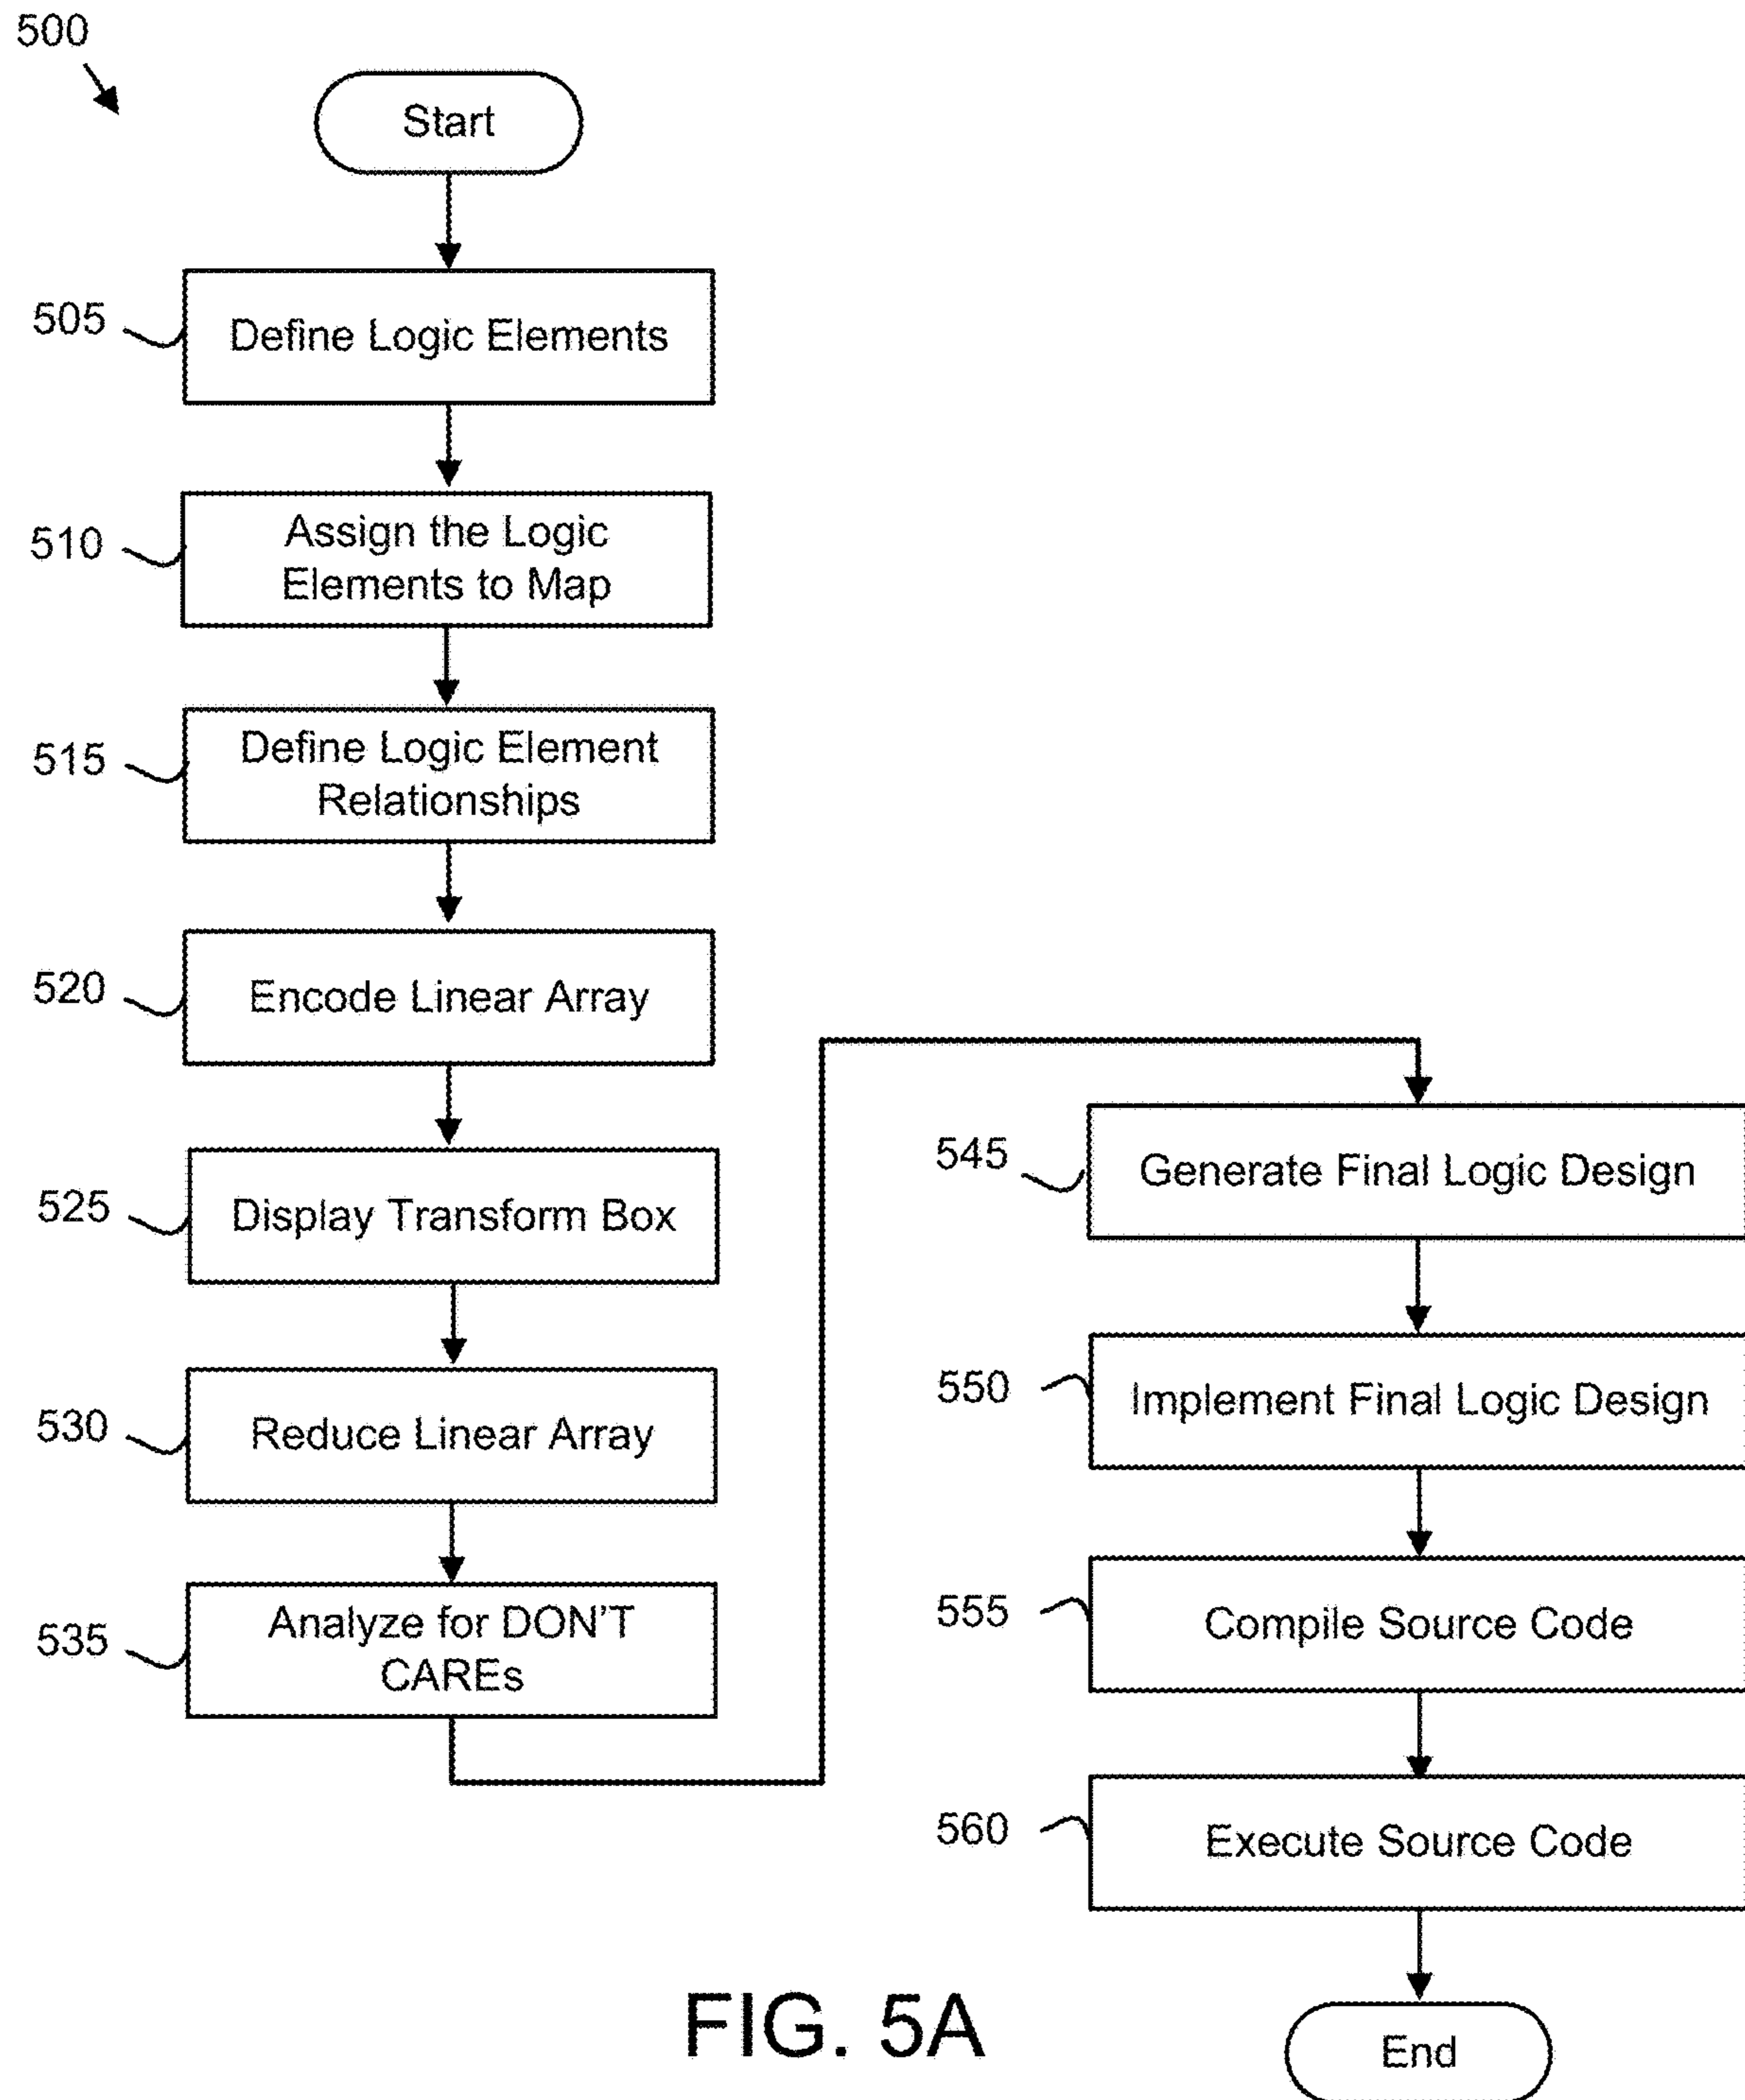 500
Start
505
Define Logic Elements
510
Assign the Logic
Elements to Map
515
Define Logic Element
Relationships
520
Encode Linear Array
525
Display Transform Box
530
Reduce Linear Array
535
Analyze for DON'T
CAREs
545
Generate Final Logic Design
550
Implement Final Logic Design
555
Compile Source Code
560
Execute Source Code
End
FIG. 5A